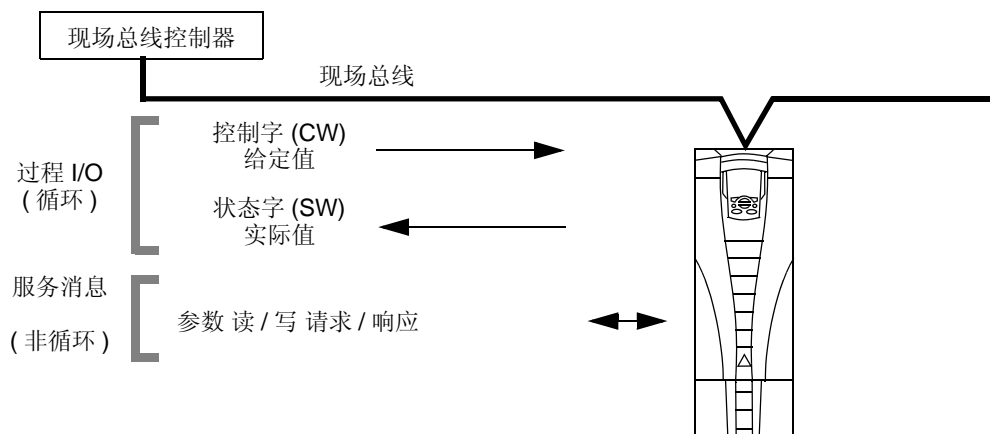 现场总线控制器
现场总线
过程 I/O
( 循环 )
控制字 (CW)
给定值
状态字 (SW)
实际值
服务消息
( 非循环 )
参数 读 / 写 请求 / 响应